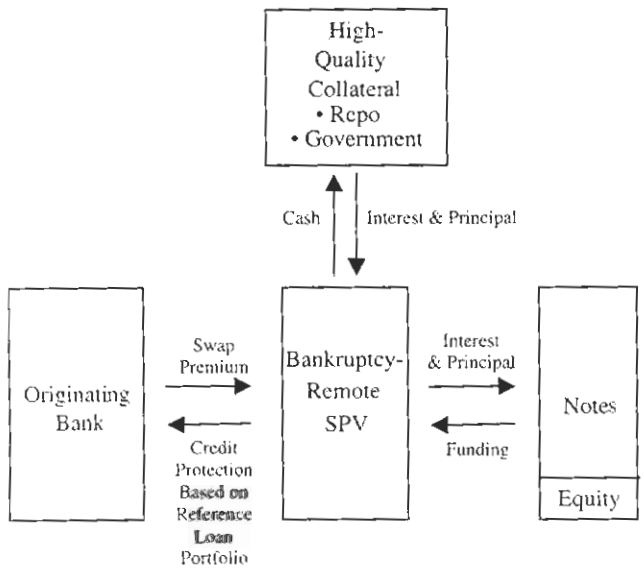 High-
Quality
Collateral
• Repo
• Government
Cash
Interest & Principal
Originating
Bank
Swap
Premium
Credit
Protection
Based on
Reference
Loan
Portfolio
Bankruptcy-
Remote
SPV
Interest
& Principal
Funding
Notes
Equity